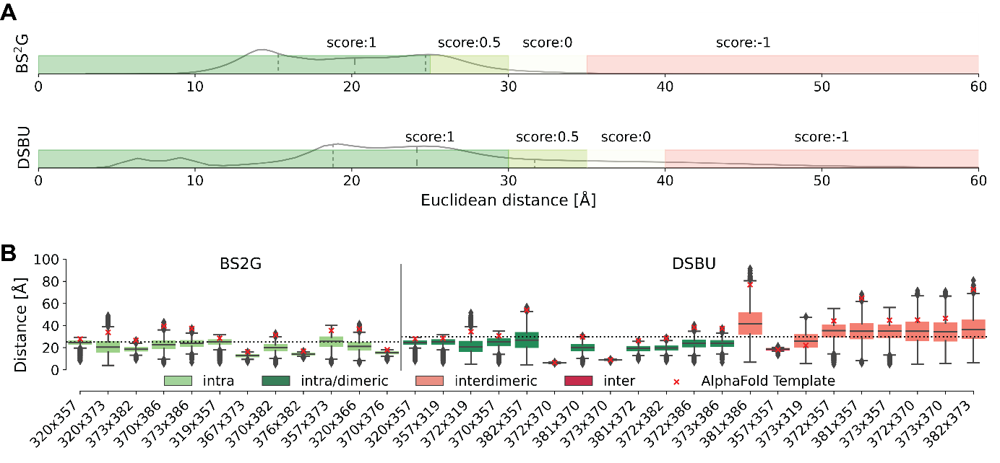 A
BS²G
score:1 score:0.5 score:0 score:-1
0 10 20 30 40 50 60
DSBU
score:1 score:0.5 score:0 score:-1
0 10 20 30 40 50 60
Euclidean distance [Å]
B
Distance [Å]
100
80
60
40
20
0
BS2G DSBU
intra intra/dimeric interdimeric inter AlphaFold Template
320x357
320x373
373x382
370x386
373x386
319x357
367x373
370x382
376x382
357x373
320x366
370x376
320x357
357x319
372x319
370x357
382x357
372x370
381x370
373x370
381x372
372x382
372x386
373x386
381x386
357x357
373x319
372x357
381x357
373x357
372x370
373x370
382x373